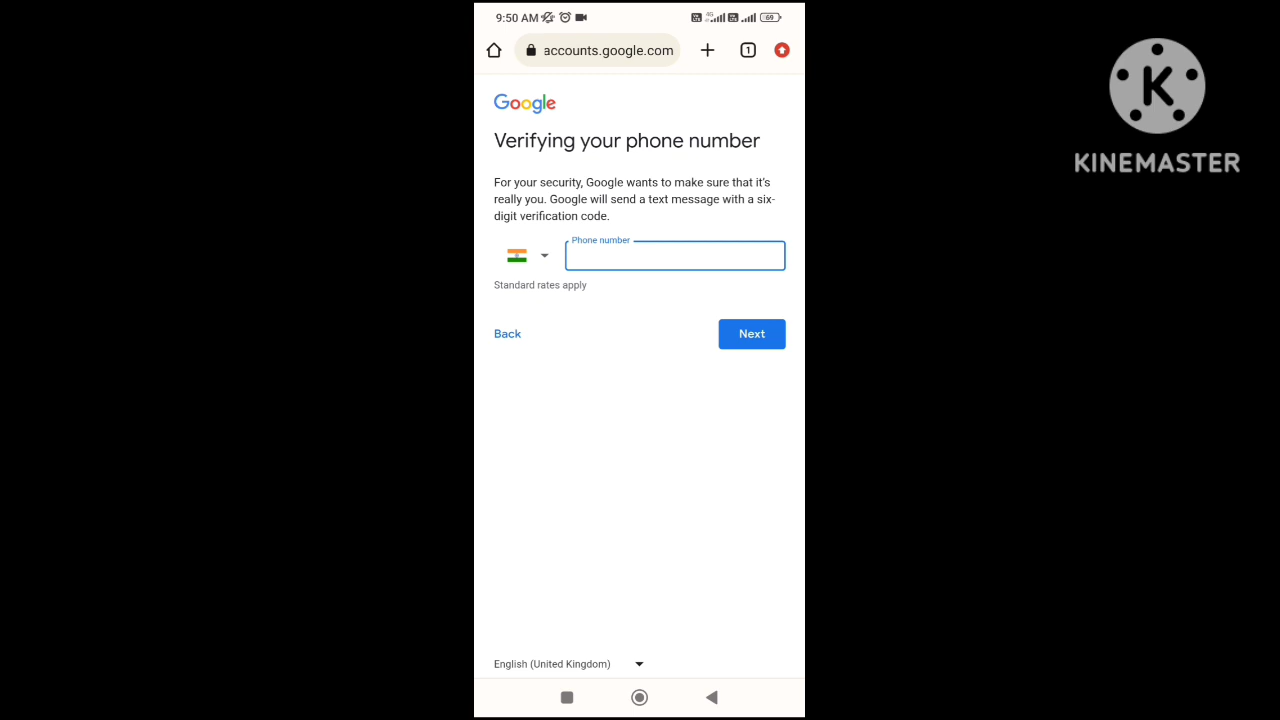 9:50 AM
4G
69
accounts.google.com
1
Google
Verifying your phone number
For your security, Google wants to make sure that it's
really you. Google will send a text message with a six-
digit verification code.
Phone number
Standard rates apply
Back
Next
English (United Kingdom)
K
KINEMASTER